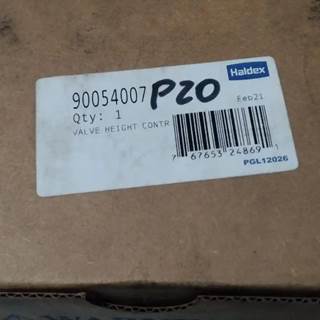 Haldex
90054007 P20
Qty: 1 Feb21
VALVE HEIGHT CONTR
7 67653 24869 1
PGL12026